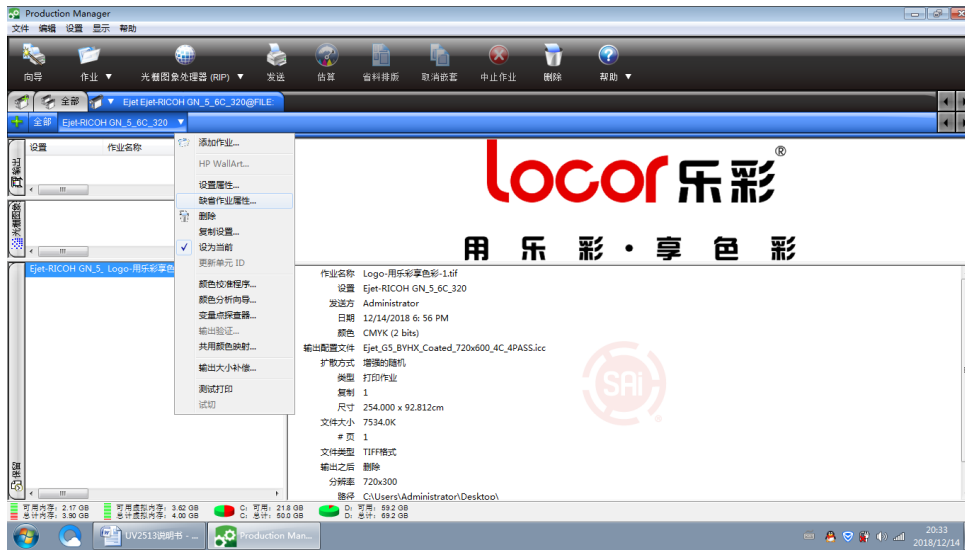 Production Manager
文件 编辑 设置 显示 帮助
向导 作业 ▼ 光栅图象处理器 (RIP) ▼ 发送 估算 省料排版 取消嵌套 中止作业 删除 帮助 ▼
全部 ▼ Ejet Ejet-RICOH GN_5_6C_320@FILE:
全部 Ejet-RICOH GN_5_6C_320 ▼
设置 作业名称
输出
光栅图象
保留
添加作业...
HP WallArt...
设置属性...
缺省作业属性...
删除
复制设置...
设为当前
更新单元 ID
颜色校准程序...
颜色分析向导...
变量点探查器...
输出验证...
共用颜色映射...
输出大小补偿...
测试打印
试切
Locor乐彩®
用乐彩·享色彩
Ejet-RICOH GN_5_ Logo-用乐彩享色
作业名称 Logo-用乐彩享色彩-1.tif
设置 Ejet-RICOH GN_5_6C_320
发送方 Administrator
日期 12/14/2018 6: 56 PM
颜色 CMYK (2 bits)
输出配置文件 Ejet_G5_BYHX_Coated_720x600_4C_4PASS.icc
扩散方式 增强的随机
类型 打印作业
复制 1
尺寸 254.000 x 92.812cm
文件大小 7534.0K
# 页 1
文件类型 TIFF格式
输出之后 删除
分辨率 720x300
路径 C:\Users\Administrator\Desktop\
SAi
可用内存: 2.17 GB 可用虚拟内存: 3.62 GB C: 可用: 21.8 GB D: 可用: 59.2 GB
总计内存: 3.90 GB 总计虚拟内存: 4.00 GB C: 总计: 50.0 GB D: 总计: 69.2 GB
UV2513说明书 - ... Production Man...
20:33
2018/12/14